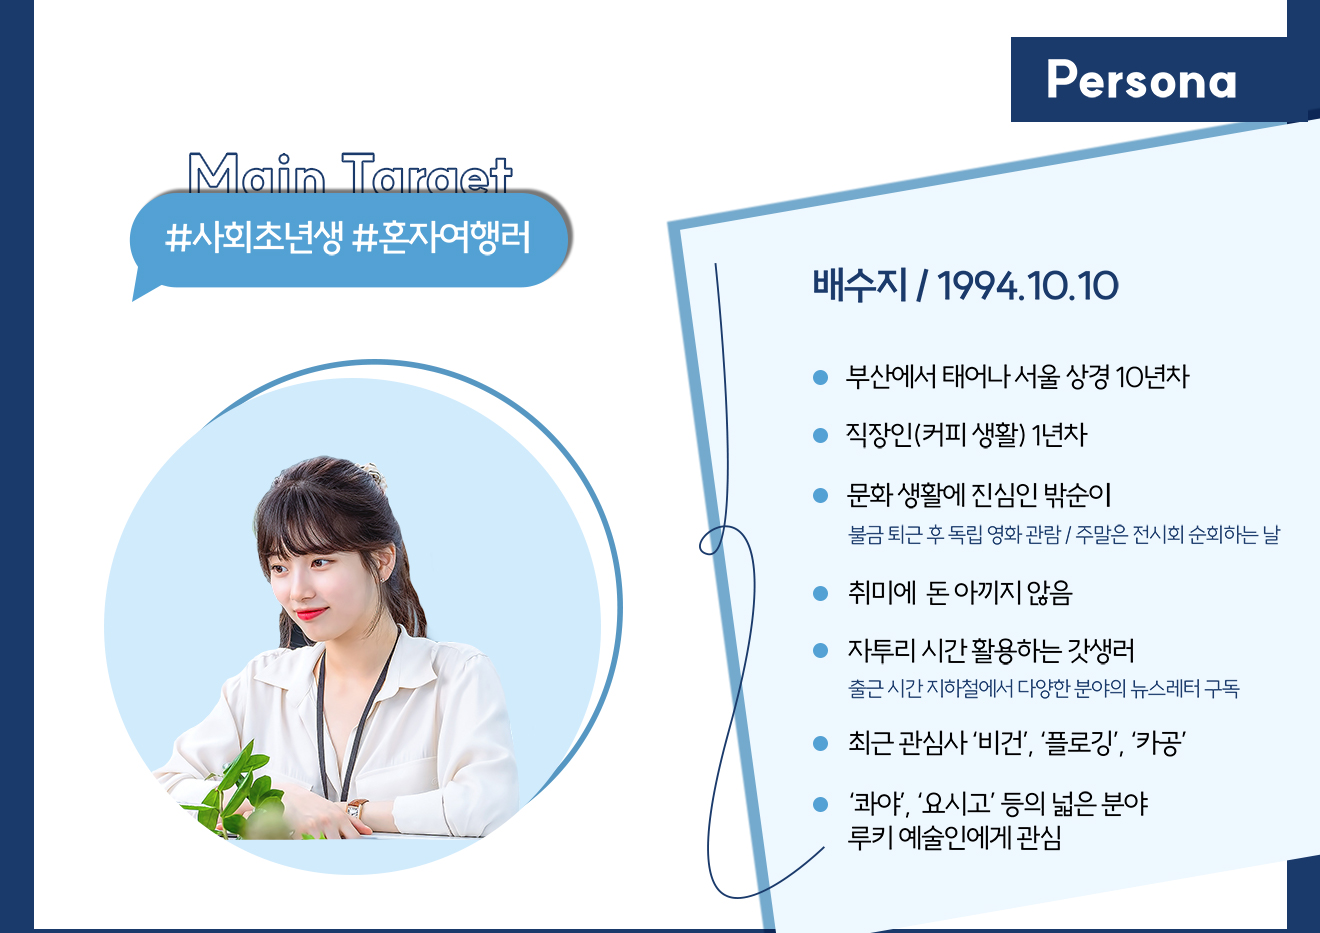 Persona
Main Target
#사회초년생 #혼자여행러
배수지 / 1994.10.10
부산에서 태어나 서울 상경 10년차
직장인(커피 생활) 1년차
문화 생활에 진심인 밖순이
불금 퇴근 후 독립 영화 관람 / 주말은 전시회 순회하는 날
취미에 돈 아끼지 않음
자투리 시간 활용하는 갓생러
출근 시간 지하철에서 다양한 분야의 뉴스레터 구독
최근 관심사 ‘비건’, ‘플로깅’, ‘카공’
‘콰야’, ‘요시고’ 등의 넓은 분야
루키 예술인에게 관심